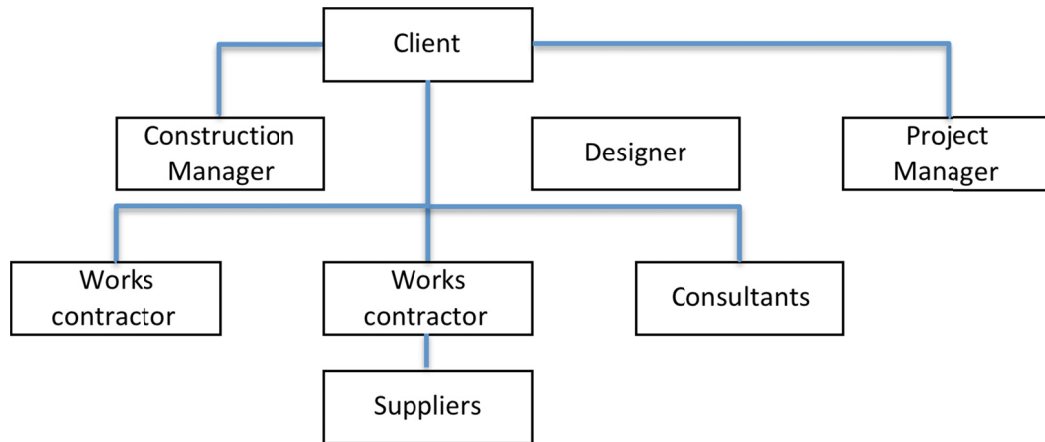 Client
Construction
Manager
Designer
Project
Manager
Works
contractor
Works
contractor
Consultants
Suppliers